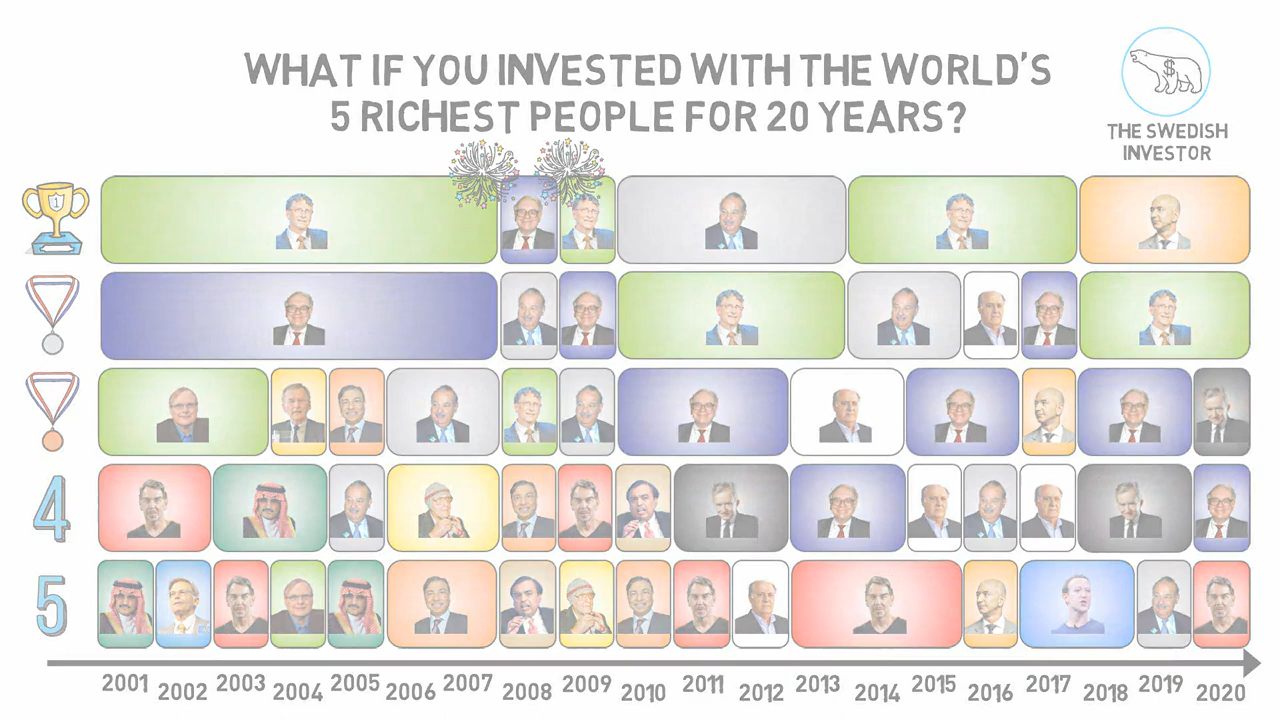 WHAT IF YOU INVESTED WITH THE WORLD'S
5 RICHEST PEOPLE FOR 20 YEARS?
$
THE SWEDISH
INVESTOR
1
4
5
2001 2002 2003 2004 2005 2006 2007 2008 2009 2010 2011 2012 2013 2014 2015 2016 2017 2018 2019 2020